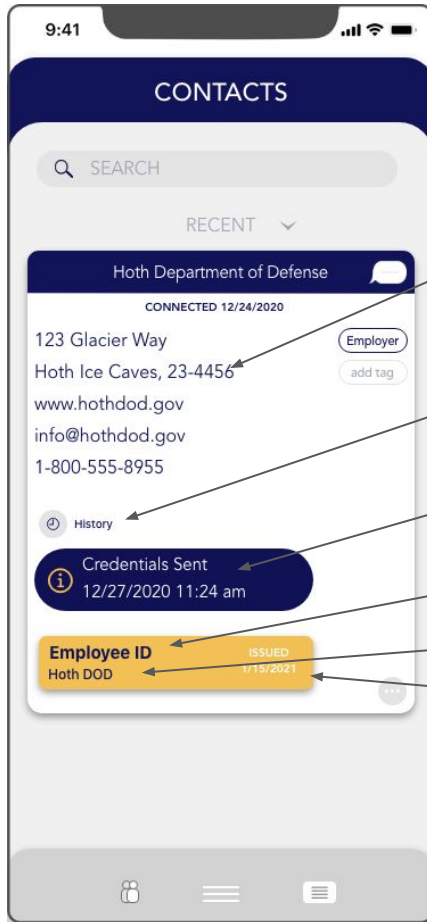 9:41
CONTACTS
SEARCH
RECENT
Hoth Department of Defense
CONNECTED 12/24/2020
123 Glacier Way
Employer
Hoth Ice Caves, 23-4456
add tag
www.hothdod.gov
info@hothdod.gov
1-800-555-8955
History
Credentials Sent
12/27/2020 11:24 am
Employee ID
ISSUED
Hoth DOD
1/15/2021